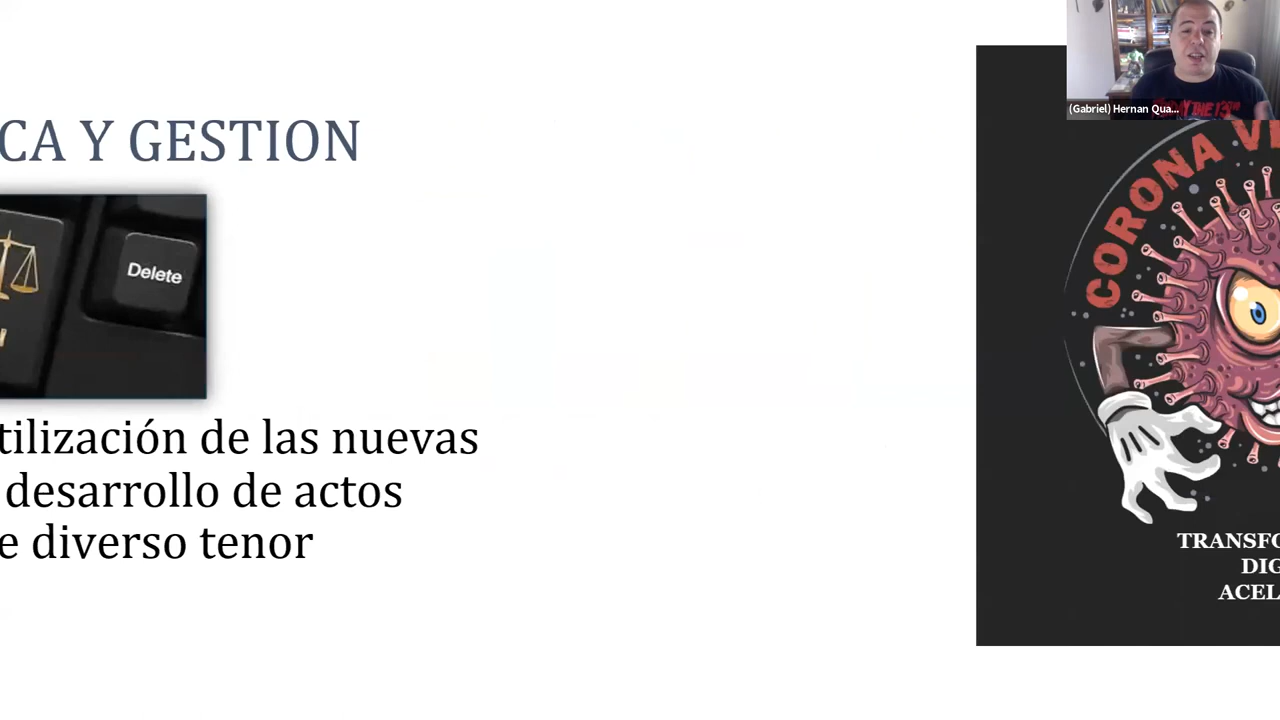 (Gabriel) Hernan Qua...
CA Y GESTION
Delete
tilización de las nuevas
desarrollo de actos
e diverso tenor
CORONA V
TRANSFO
DIG
ACEL